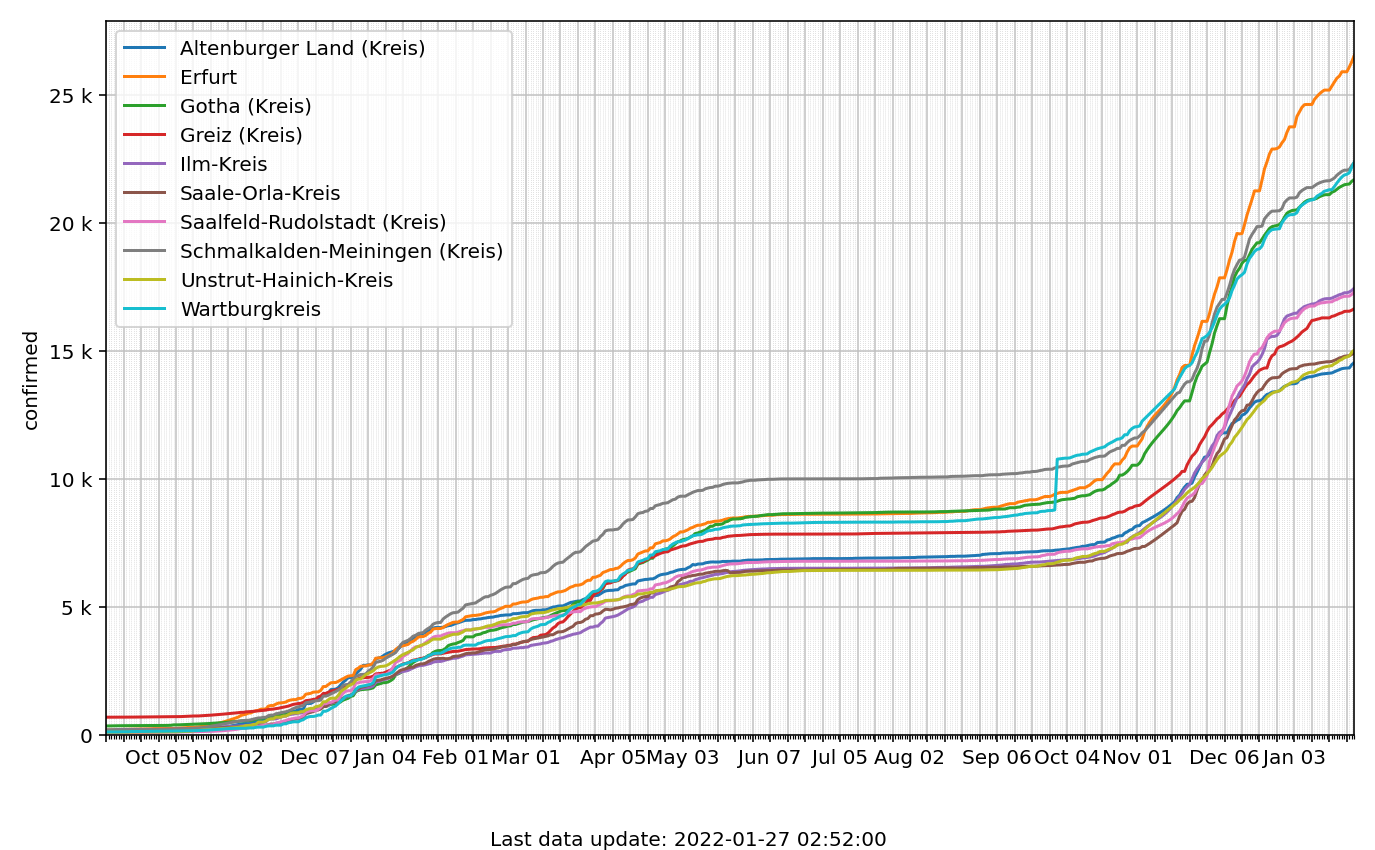 Altenburger Land (Kreis)
Erfurt
Gotha (Kreis)
Greiz (Kreis)
Ilm-Kreis
Saale-Orla-Kreis
Saalfeld-Rudolstadt (Kreis)
Schmalkalden-Meiningen (Kreis)
Unstrut-Hainich-Kreis
Wartburgkreis
confirmed
25 k
20 k
15 k
10 k
5 k
0
Oct 05 Nov 02 Dec 07 Jan 04 Feb 01 Mar 01 Apr 05 May 03 Jun 07 Jul 05 Aug 02 Sep 06 Oct 04 Nov 01 Dec 06 Jan 03
Last data update: 2022-01-27 02:52:00